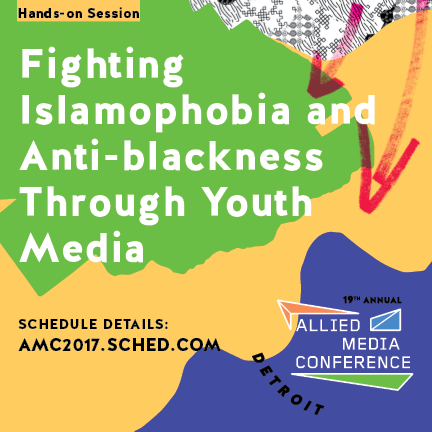 Hands-on Session
Fighting
Islamophobia and
Anti-blackness
Through Youth
Media
SCHEDULE DETAILS:
AMC2017.SCHED.COM
19TH ANNUAL
ALLIED
MEDIA
CONFERENCE
DETROIT